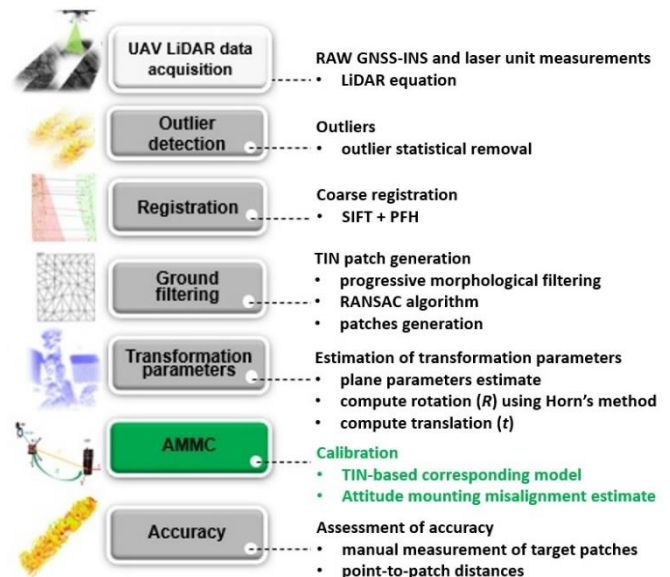 UAV LiDAR data
acquisition
RAW GNSS-INS and laser unit measurements
• LiDAR equation
Outlier
detection
Outliers
• outlier statistical removal
Registration
Coarse registration
• SIFT + PFH
Ground
filtering
TIN patch generation
• progressive morphological filtering
• RANSAC algorithm
• patches generation
Transformation
parameters
Estimation of transformation parameters
• plane parameters estimate
• compute rotation (R) using Horn's method
• compute translation (t)
AMMC
Calibration
• TIN-based corresponding model
• Attitude mounting misalignment estimate
Accuracy
Assessment of accuracy
• manual measurement of target patches
• point-to-patch distances